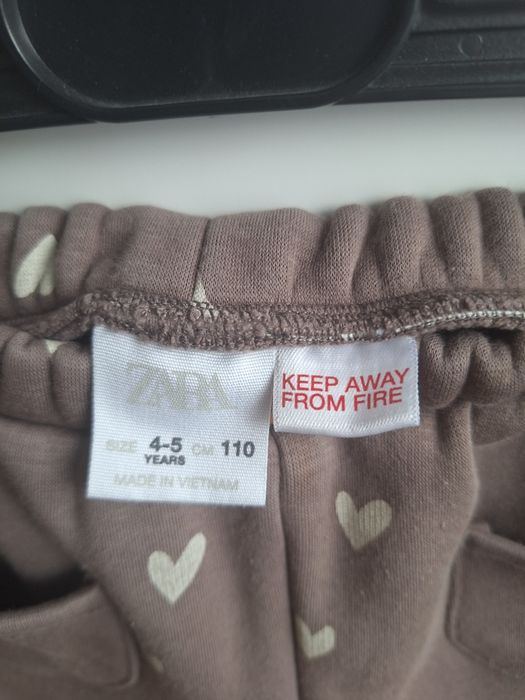 ZARA
SIZE 4-5 CM 110
YEARS
MADE IN VIETNAM
KEEP AWAY
FROM FIRE